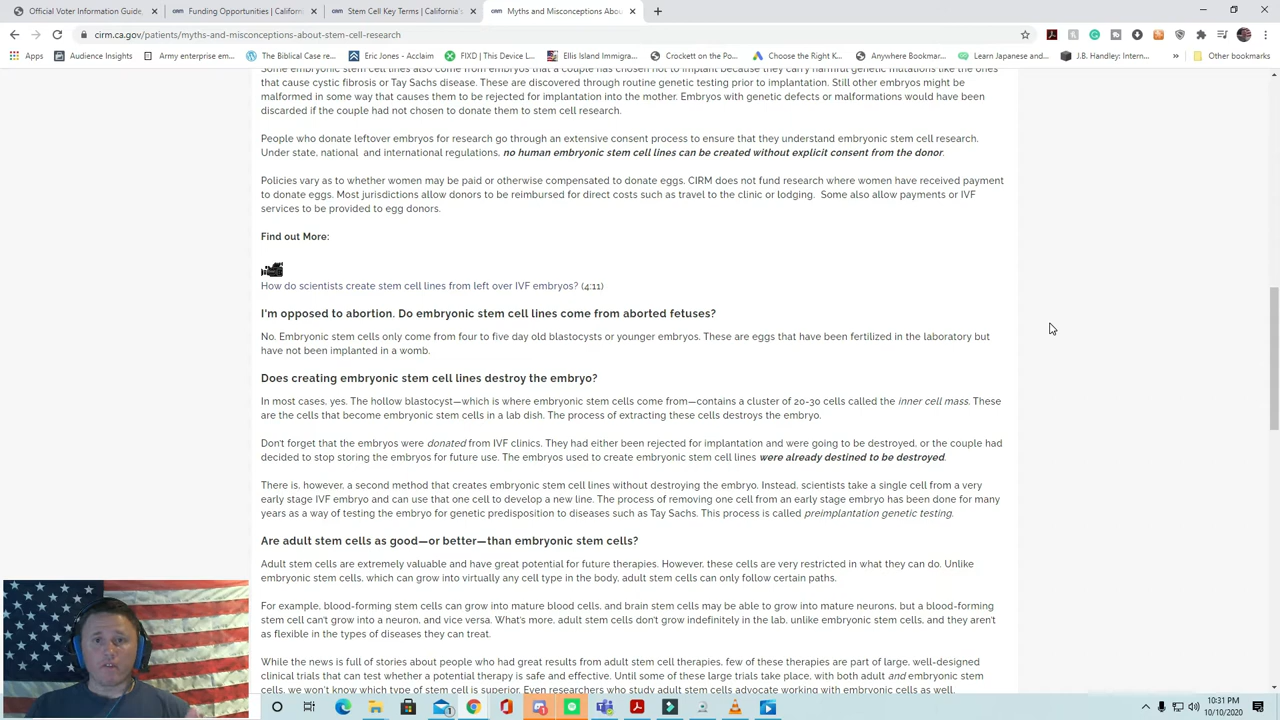 Official Voter Information Guide,
Funding Opportunities | Californi
Stem Cell Key Terms | California's
Myths and Misconceptions Abou
cirm.ca.gov/patients/myths-and-misconceptions-about-stem-cell-research
Apps
Audience Insights
Army enterprise em...
The Biblical Case re...
Eric Jones - Acclaim
FIXD | This Device L...
Ellis Island Immigra...
Crockett on the Po...
Choose the Right K...
Anywhere Bookmar...
Learn Japanese and...
J.B. Handley: Intern...
»
Other bookmarks
Some embryonic stem cell lines also come from embryos that a couple has chosen not to implant because they carry harmful genetic mutations like the ones
that cause cystic fibrosis or Tay Sachs disease. These are discovered through routine genetic testing prior to implantation. Still other embryos might be
malformed in some way that causes them to be rejected for implantation into the mother. Embryos with genetic defects or malformations would have been
discarded if the couple had not chosen to donate them to stem cell research.
People who donate leftover embryos for research go through an extensive consent process to ensure that they understand embryonic stem cell research.
Under state, national and international regulations, no human embryonic stem cell lines can be created without explicit consent from the donor.
Policies vary as to whether women may be paid or otherwise compensated to donate eggs. CIRM does not fund research where women have received payment
to donate eggs. Most jurisdictions allow donors to be reimbursed for direct costs such as travel to the clinic or lodging. Some also allow payments or IVF
services to be provided to egg donors.
Find out More:
How do scientists create stem cell lines from left over IVF embryos? (4:11)
I'm opposed to abortion. Do embryonic stem cell lines come from aborted fetuses?
No. Embryonic stem cells only come from four to five day old blastocysts or younger embryos. These are eggs that have been fertilized in the laboratory but
have not been implanted in a womb.
Does creating embryonic stem cell lines destroy the embryo?
In most cases, yes. The hollow blastocyst—which is where embryonic stem cells come from—contains a cluster of 20-30 cells called the inner cell mass. These
are the cells that become embryonic stem cells in a lab dish. The process of extracting these cells destroys the embryo.
Don't forget that the embryos were donated from IVF clinics. They had either been rejected for implantation and were going to be destroyed, or the couple had
decided to stop storing the embryos for future use. The embryos used to create embryonic stem cell lines were already destined to be destroyed.
There is, however, a second method that creates embryonic stem cell lines without destroying the embryo. Instead, scientists take a single cell from a very
early stage IVF embryo and can use that one cell to develop a new line. The process of removing one cell from an early stage embryo has been done for many
years as a way of testing the embryo for genetic predisposition to diseases such as Tay Sachs. This process is called preimplantation genetic testing.
Are adult stem cells as good—or better—than embryonic stem cells?
Adult stem cells are extremely valuable and have great potential for future therapies. However, these cells are very restricted in what they can do. Unlike
embryonic stem cells, which can grow into virtually any cell type in the body, adult stem cells can only follow certain paths.
For example, blood-forming stem cells can grow into mature blood cells, and brain stem cells may be able to grow into mature neurons, but a blood-forming
stem cell can't grow into a neuron, and vice versa. What's more, adult stem cells don't grow indefinitely in the lab, unlike embryonic stem cells, and they aren't
as flexible in the types of diseases they can treat.
While the news is full of stories about people who had great results from adult stem cell therapies, few of these therapies are part of large, well-designed
clinical trials that can test whether a potential therapy is safe and effective. Until some of these large trials take place, with both adult and embryonic stem
cells, we won't know which type of stem cell is superior. Even researchers who study adult stem cells advocate working with embryonic cells as well.
10:31 PM
10/10/2020